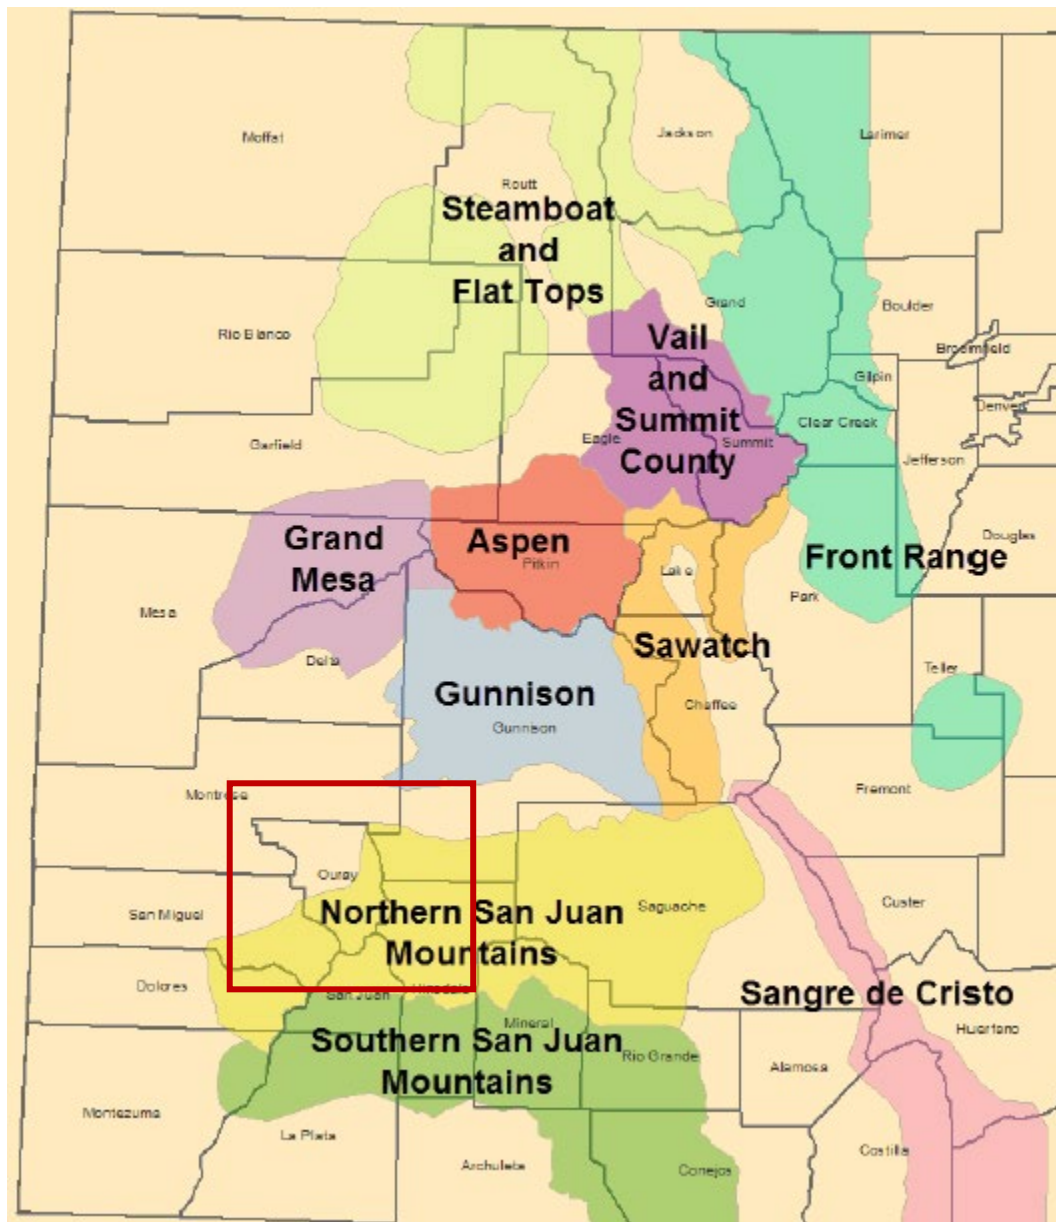 Moffat
Jackson
Larimer
Routt
Steamboat
and
Flat Tops
Grand
Boulder
Rio Blanco
Vail
and
Summit
County
Broomfield
Gilpin
Denver
Clear Creek
Garfield
Eagle
Summit
Jefferson
Grand
Mesa
Aspen
Pitkin
Douglas
Front Range
Lake
Park
Mesa
Sawatch
Delta
Teller
Gunnison
Chaffee
Gunnison
Montrose
Fremont
Ouray
San Miguel
Northern San Juan
Mountains
Saguache
Custer
Dolores
San Juan
Hinsdale
Sangre de Cristo
Mineral
Huerfano
Southern San Juan
Mountains
Rio Grande
Alamosa
Montezuma
La Plata
Archuleta
Conejos
Costilla